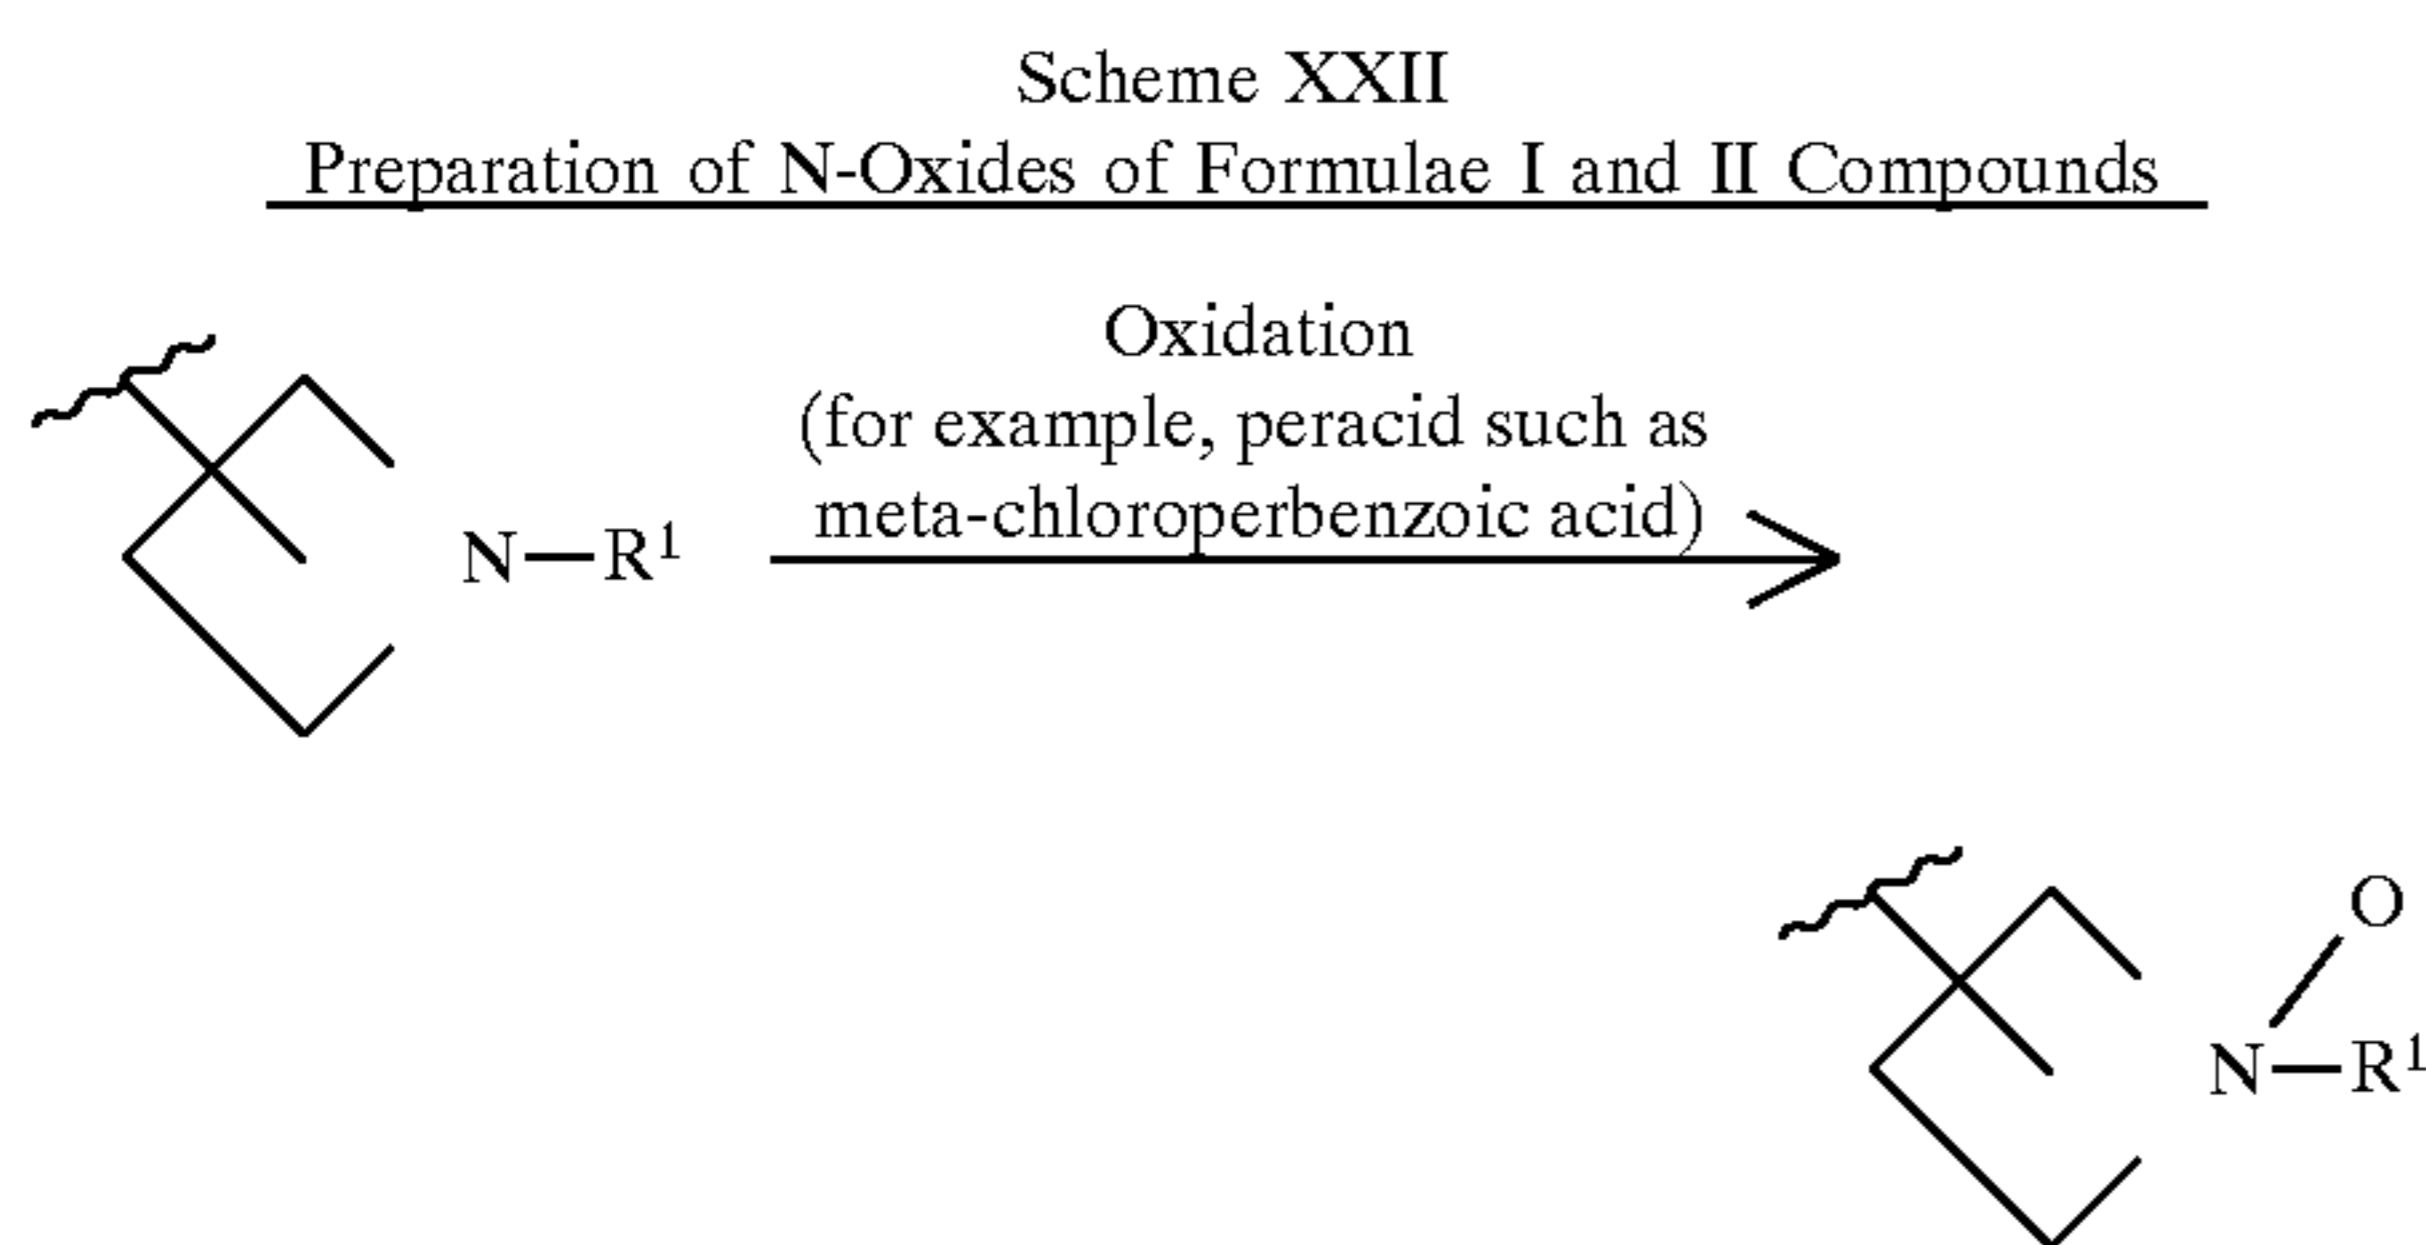 Scheme XXII
Preparation of N-Oxides of Formulae I and II Compounds
Oxidation
(for example, peracid such as
meta-chloroperbenzoic acid)
N—R¹
O
N—R¹